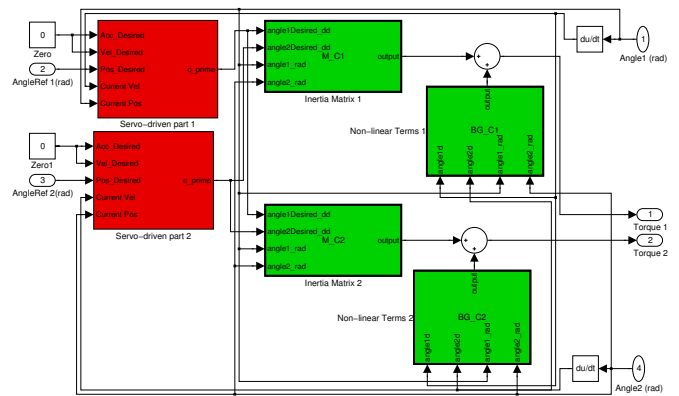 0
Zero
2
AngleRef 1(rad)
Acc_Desired
Vel_Desired
Pos_Desired
Current Vel
Current Pos
q_prime
Servo-driven part 1
angle1Desired_dd
angle2Desired_dd
angle1_rad
angle2_rad
M_C1
output
Inertia Matrix 1
+
+
du/dt
1
Angle1 (rad)
output
BG_C1
angle1d
angle2d
angle1_rad
angle2_rad
Non-linear Terms 1
0
Zero1
3
AngleRef 2(rad)
Acc_Desired
Vel_Desired
Pos_Desired
Current Vel
Current Pos
q_prime
Servo-driven part 2
angle1Desired_dd
angle2Desired_dd
angle1_rad
angle2_rad
M_C2
output
Inertia Matrix 2
+
+
1
Torque 1
2
Torque 2
output
BG_C2
angle1d
angle2d
angle1_rad
angle2_rad
Non-linear Terms 2
du/dt
4
Angle2 (rad)